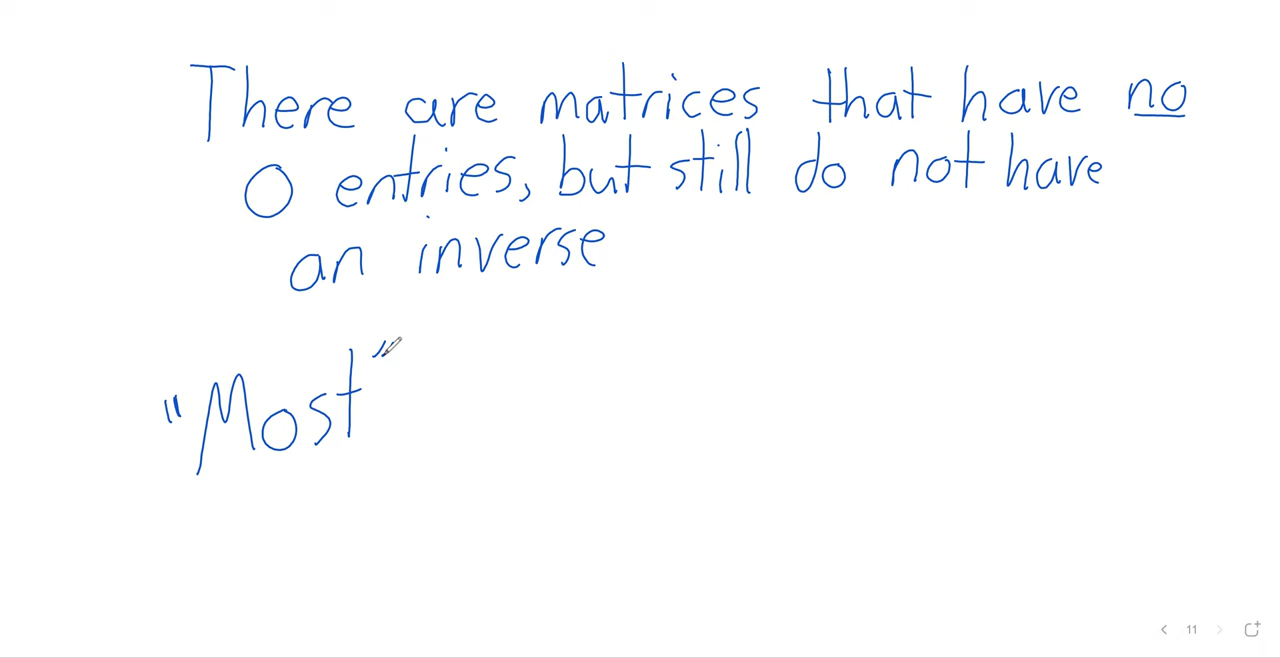 There are matrices that have no
0 entries, but still do not have
an inverse
"Most"
11